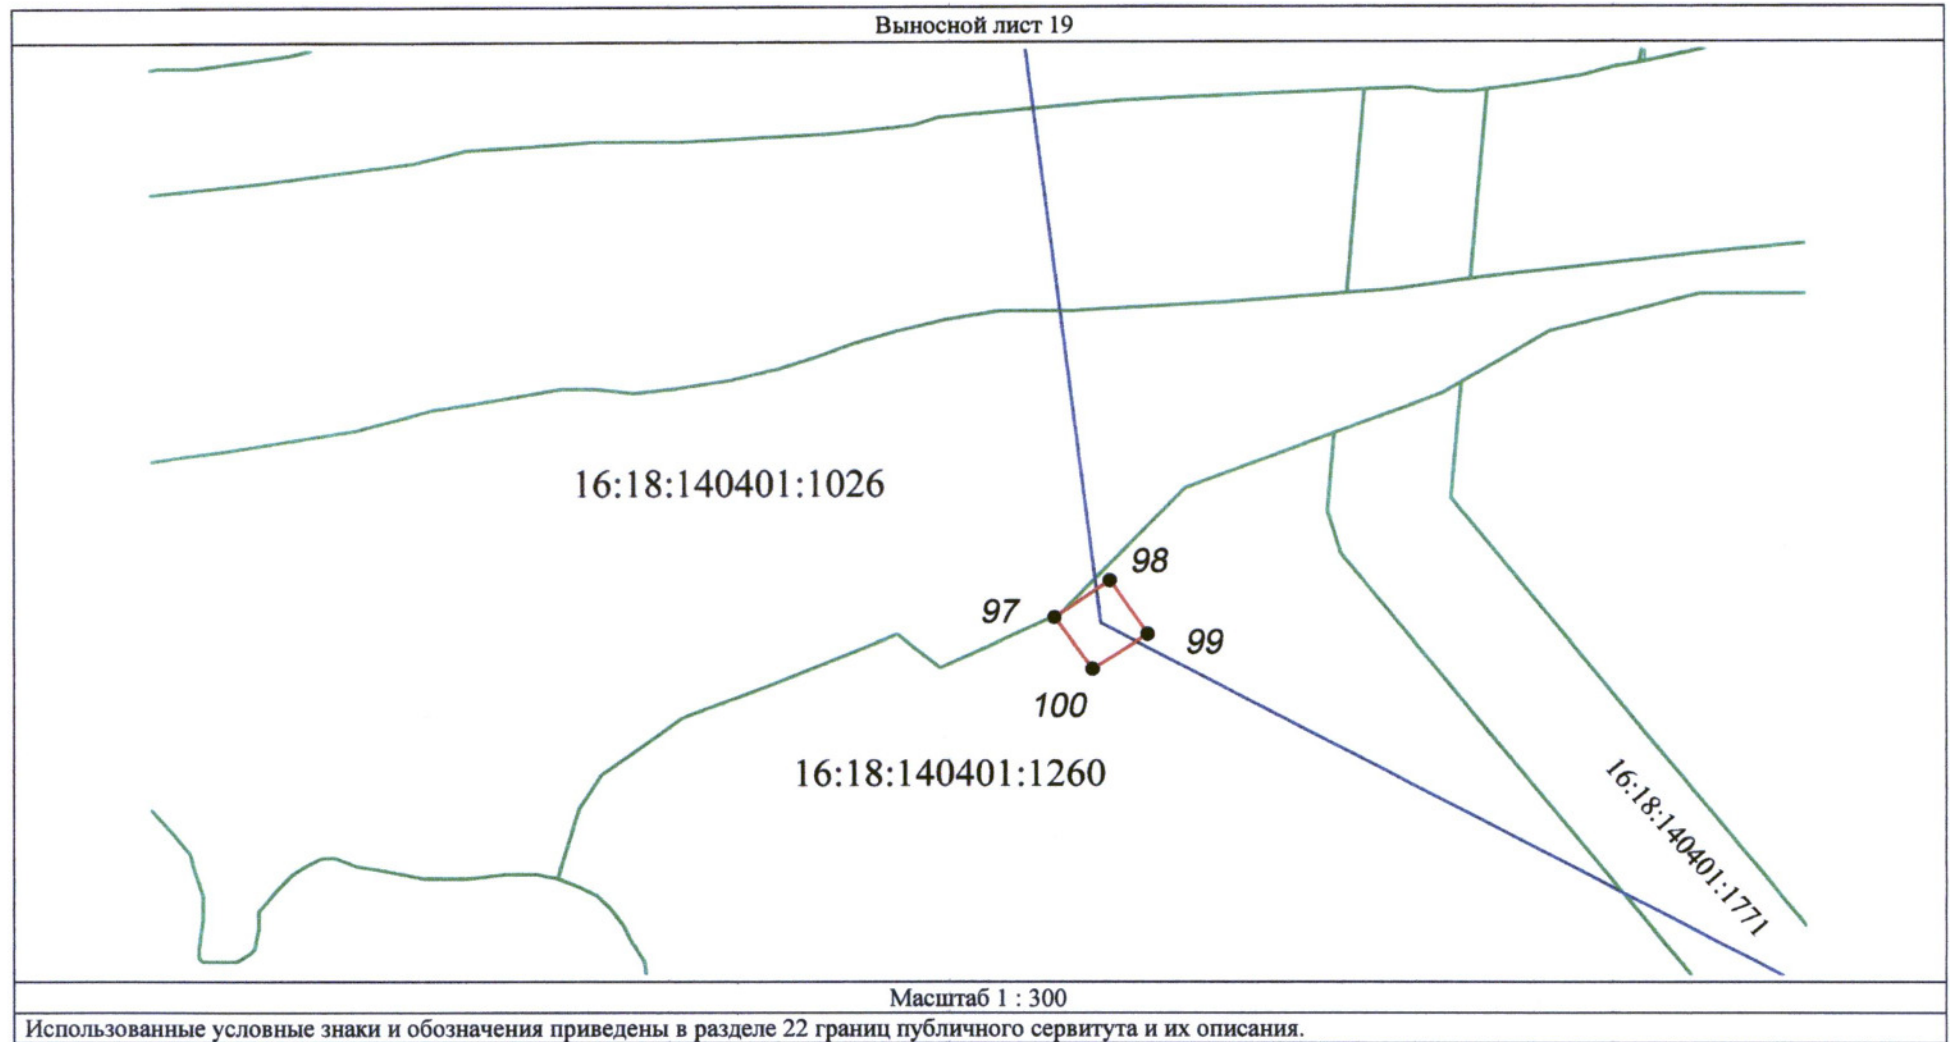 Выносной лист 19
16:18:140401:1026
98
97
99
100
16:18:140401:1260
16:18:140401:1771
Масштаб 1 : 300
Использованные условные знаки и обозначения приведены в разделе 22 границ публичного сервитута и их описания.